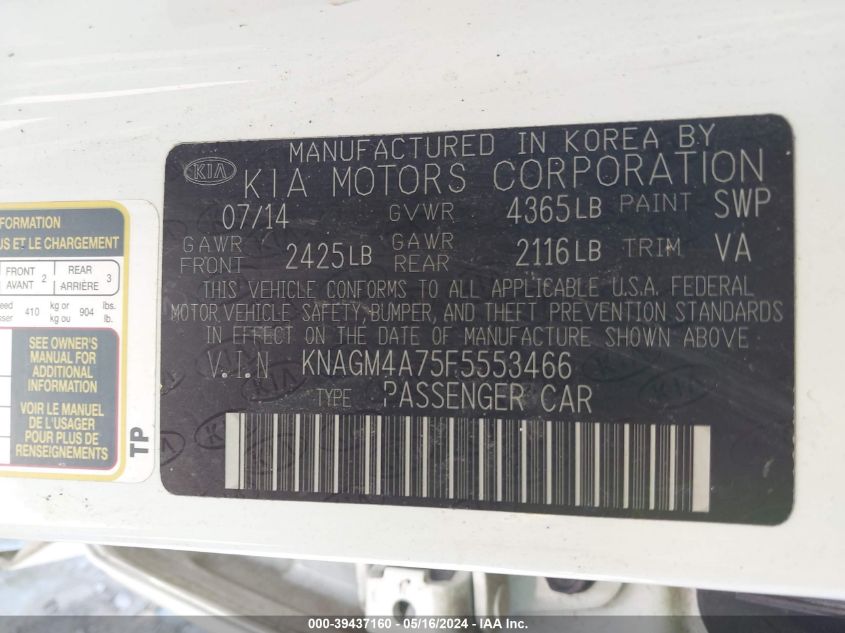 MANUFACTURED IN KOREA BY
KIA KIA MOTORS CORPORATION
07/14 GVWR 4365LB PAINT SWP
GAWR FRONT 2425LB GAWR REAR 2116LB TRIM VA
THIS VEHICLE CONFORMS TO ALL APPLICABLE U.S.A. FEDERAL
MOTOR VEHICLE SAFETY, BUMPER, AND THEFT PREVENTION STANDARDS
IN EFFECT ON THE DATE OF MANUFACTURE SHOWN ABOVE.
V.I.N KNAGM4A75F5553466
TYPE PASSENGER CAR
FORMATION
ET LE CHARGEMENT
FRONT AVANT 2 REAR ARRIÈRE 3
410 kg or kg ou 904 lbs. lb.
SEE OWNER'S
MANUAL FOR
ADDITIONAL
INFORMATION
VOIR LE MANUEL
DE L'USAGER
POUR PLUS DE
RENSEIGNEMENTS
TP
000-39437160 - 05/16/2024 - IAA Inc.